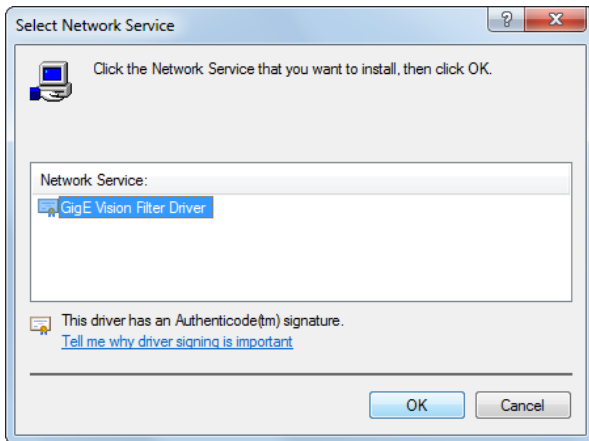 Select Network Service
Click the Network Service that you want to install, then click OK.
Network Service:
GigE Vision Filter Driver
This driver has an Authenticode(tm) signature.
Tell me why driver signing is important
OK
Cancel